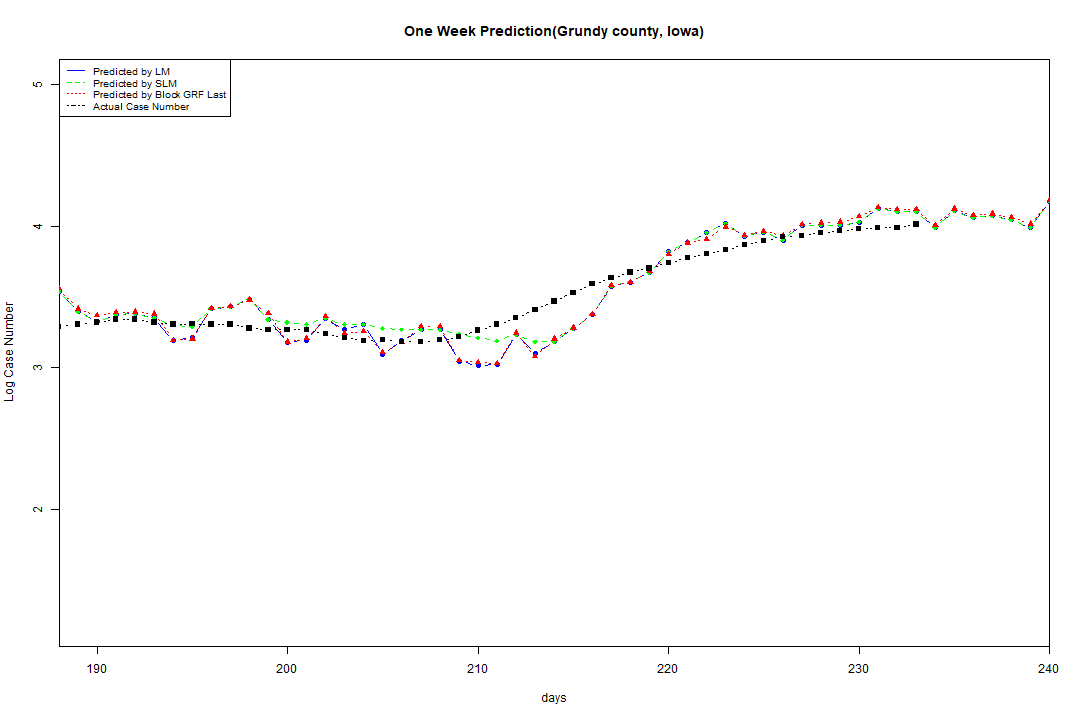 One Week Prediction(Grundy county, Iowa)
Predicted by LM
Predicted by SLM
Predicted by Block GRF Last
Actual Case Number
5
4
3
2
Log Case Number
190
200
210
220
230
240
days